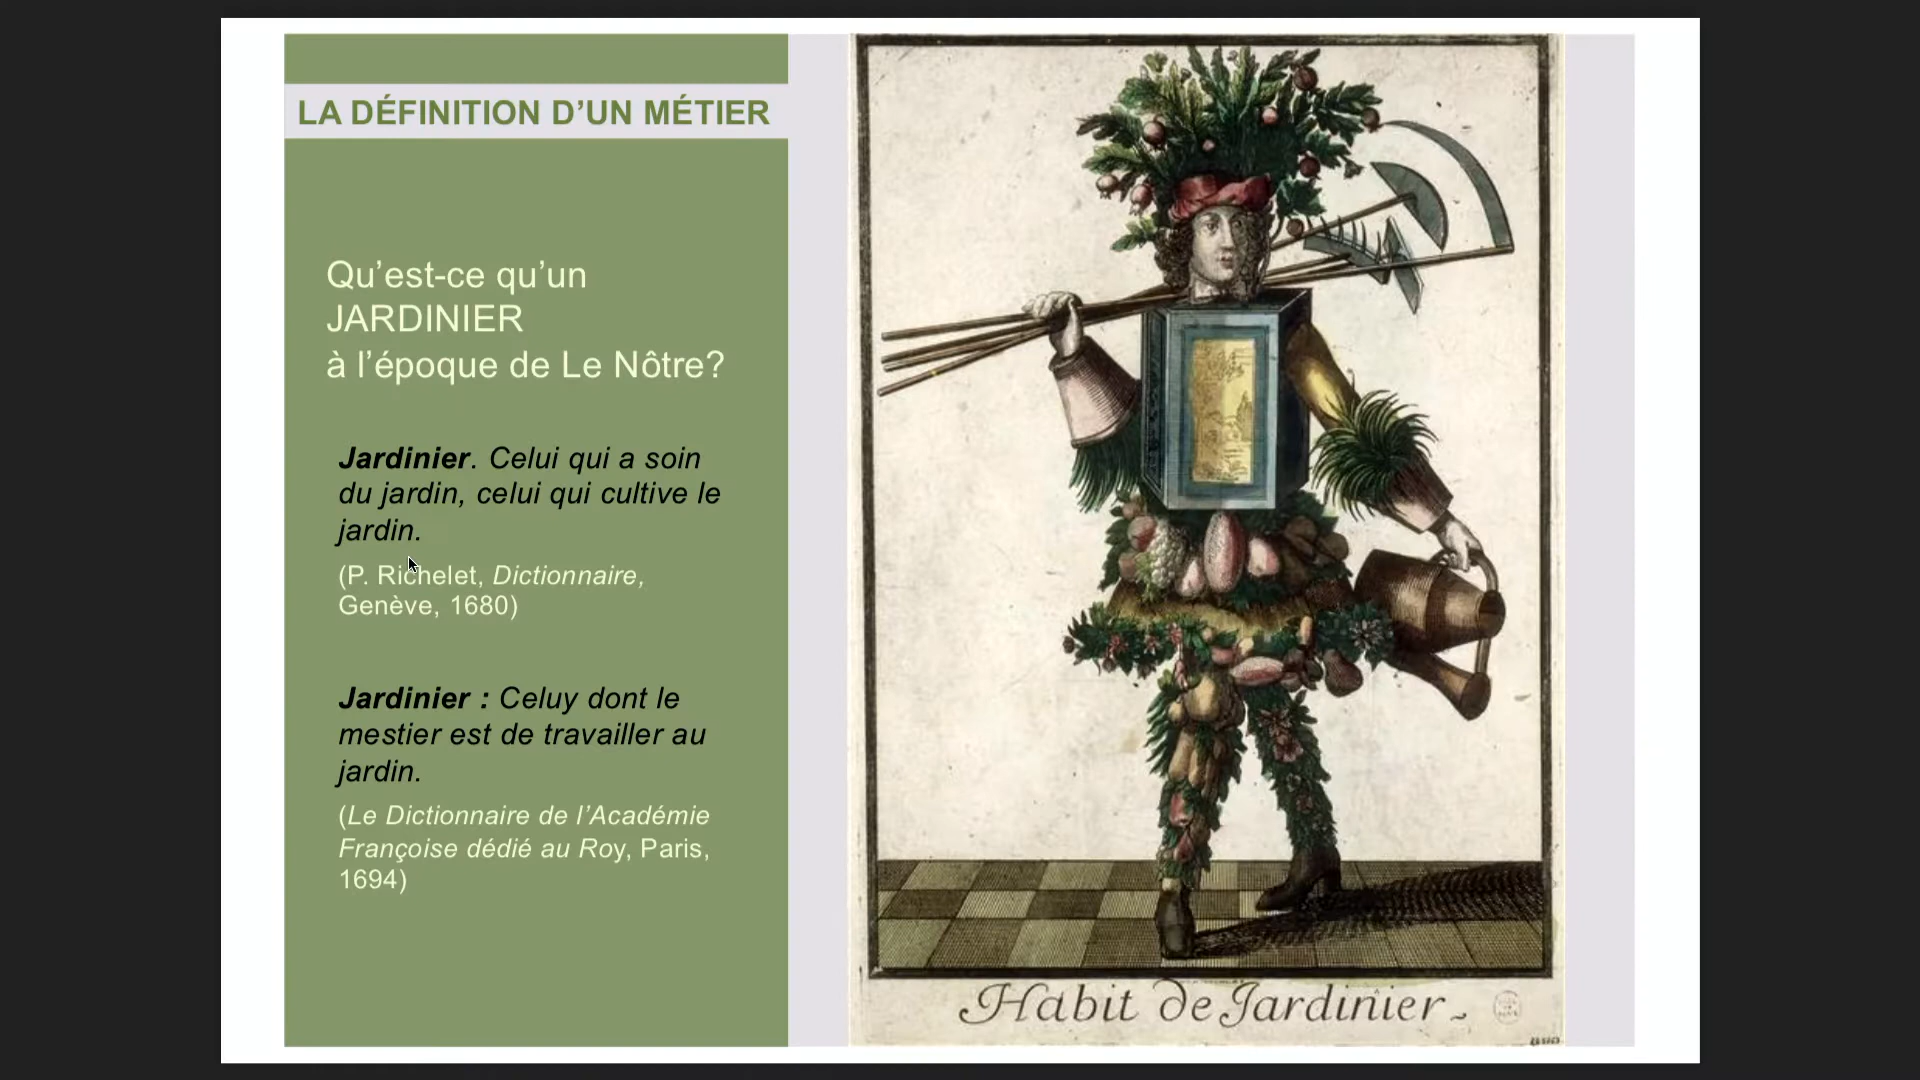 LA DÉFINITION D’UN MÉTIER
Qu’est-ce qu’un
JARDINIER
à l’époque de Le Nôtre?
Jardinier. Celui qui a soin
du jardin, celui qui cultive le
jardin.
(P. Richelet, Dictionnaire,
Genève, 1680)
Jardinier : Celuy dont le
mestier est de travailler au
jardin.
(Le Dictionnaire de l’Académie
Françoise dédié au Roy, Paris,
1694)
Habit de Jardinier